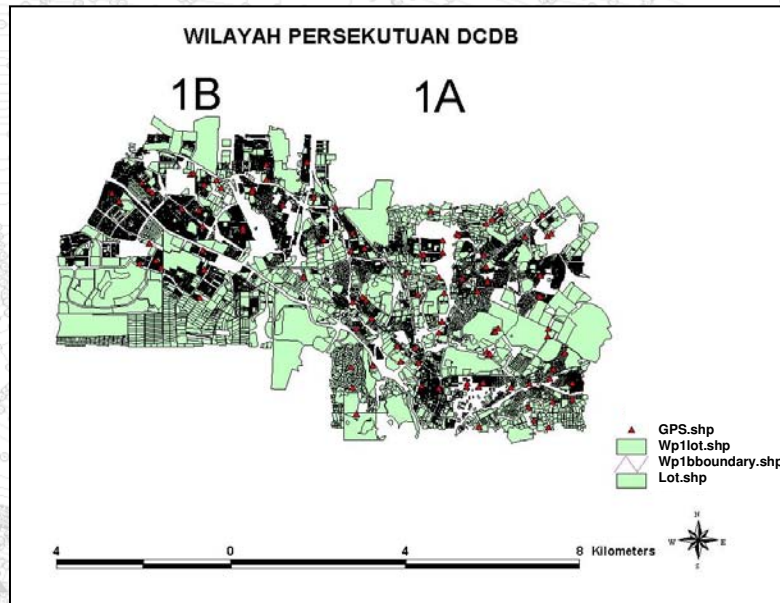 WILAYAH PERSEKUTUAN DCDB
1B 1A
GPS.shp
Wp1lot.shp
Wp1bboundary.shp
Lot.shp
4 0 4 8 Kilometers
N
W E
S